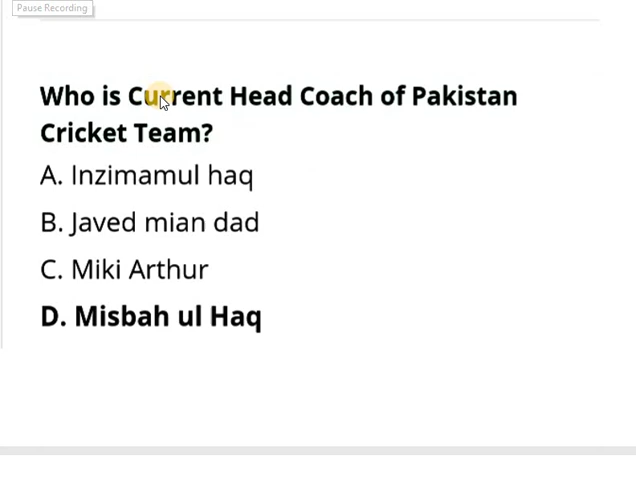 Pause Recording
Who is Current Head Coach of Pakistan
Cricket Team?
A. Inzimamul haq
B. Javed mian dad
C. Miki Arthur
D. Misbah ul Haq